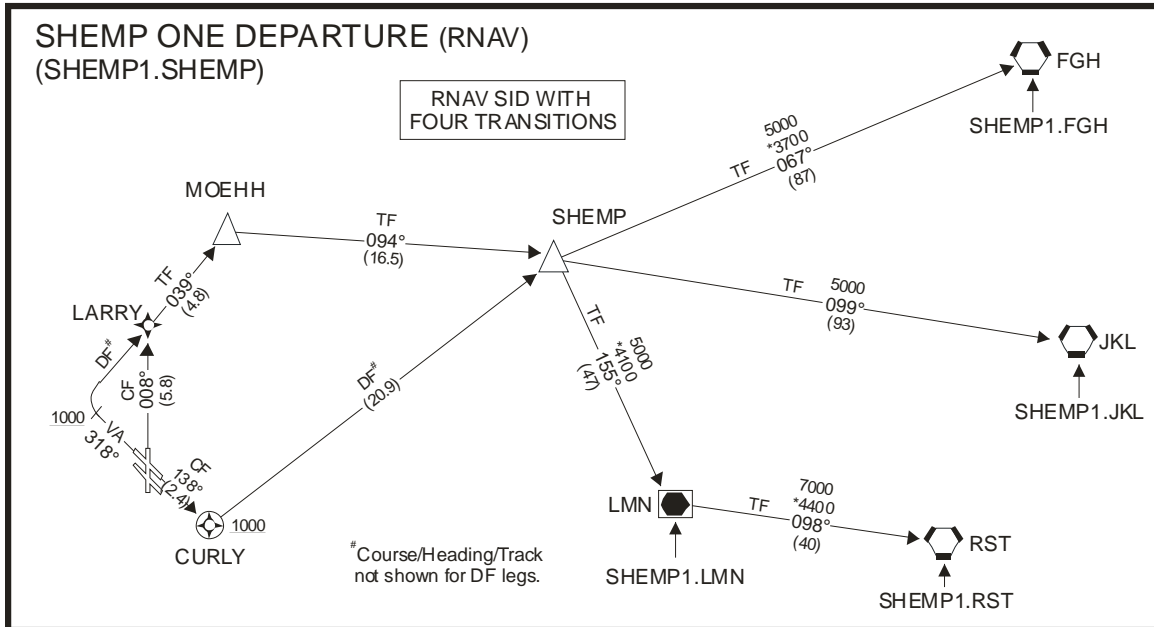 SHEMP ONE DEPARTURE (RNAV)
(SHEMP1.SHEMP)
RNAV SID WITH
FOUR TRANSITIONS
FGH
SHEMP1.FGH
5000
*3700
TF
067°
(87)
MOEHH
SHEMP
TF
094°
(16.5)
TF
039°
(4.8)
LARRY
DF#
CF
008°
(5.8)
1000
VA
318°
CF
138°
(2.4)
1000
CURLY
DF#
(20.9)
TF
5000
099°
(93)
JKL
SHEMP1.JKL
TF
5000
*4100
155°
(47)
LMN
SHEMP1.LMN
7000
*4400
TF
098°
(40)
RST
SHEMP1.RST
#Course/Heading/Track
not shown for DF legs.